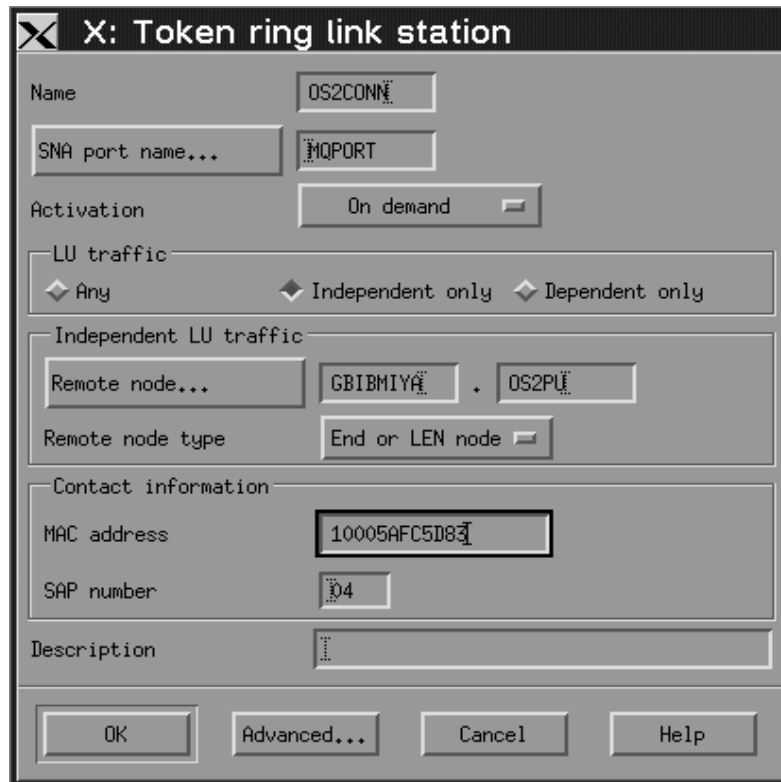 X: Token ring link station
Name OS2CONN
SNA port name... MQPORT
Activation On demand
LU traffic
Any Independent only Dependent only
Independent LU traffic
Remote node... GBIBMIYA . OS2PU
Remote node type End or LEN node
Contact information
MAC address 10005AFC5D83
SAP number 04
Description
OK Advanced... Cancel Help